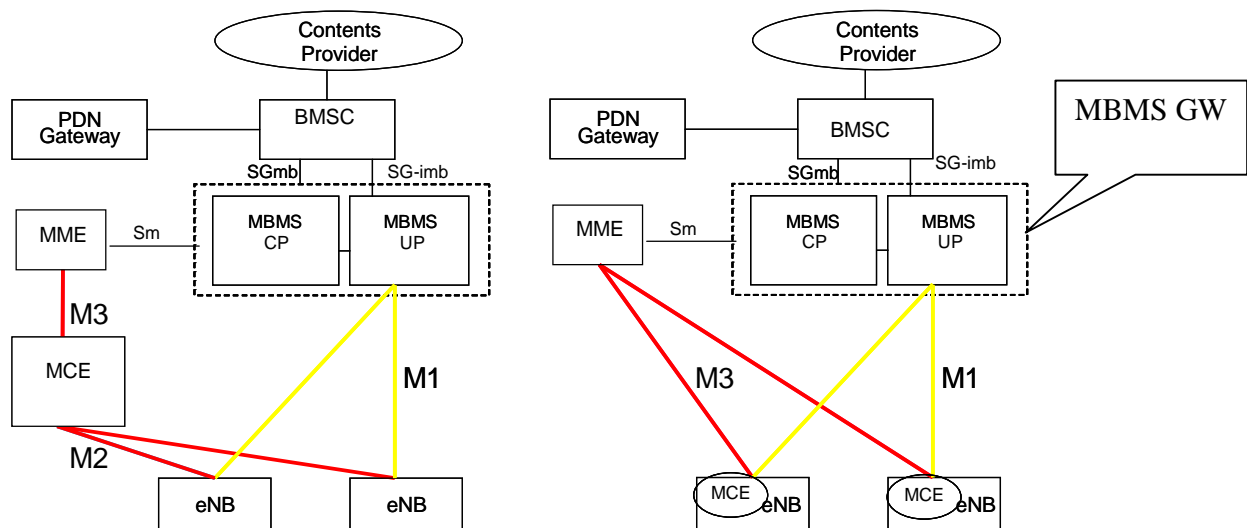 Contents
Provider
PDN
Gateway
BMSC
SGmb
SG-imb
MBMS
CP
MBMS
UP
MME
Sm
M3
MCE
M1
M2
eNB
eNB
Contents
Provider
PDN
Gateway
BMSC
MBMS GW
SGmb
SG-imb
MBMS
CP
MBMS
UP
MME
Sm
M3
M1
MCE
eNB
MCE
eNB